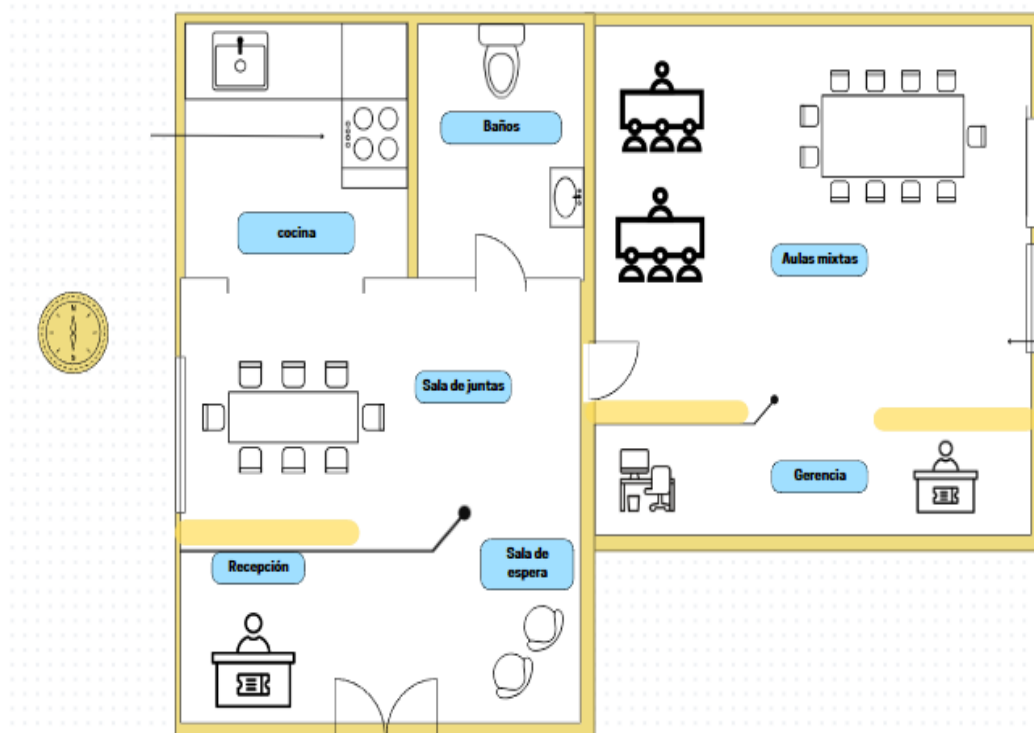 Baños
cocina
Aulas mixtas
N
Sala de juntas
Gerencia
Sala de
espera
Recepción